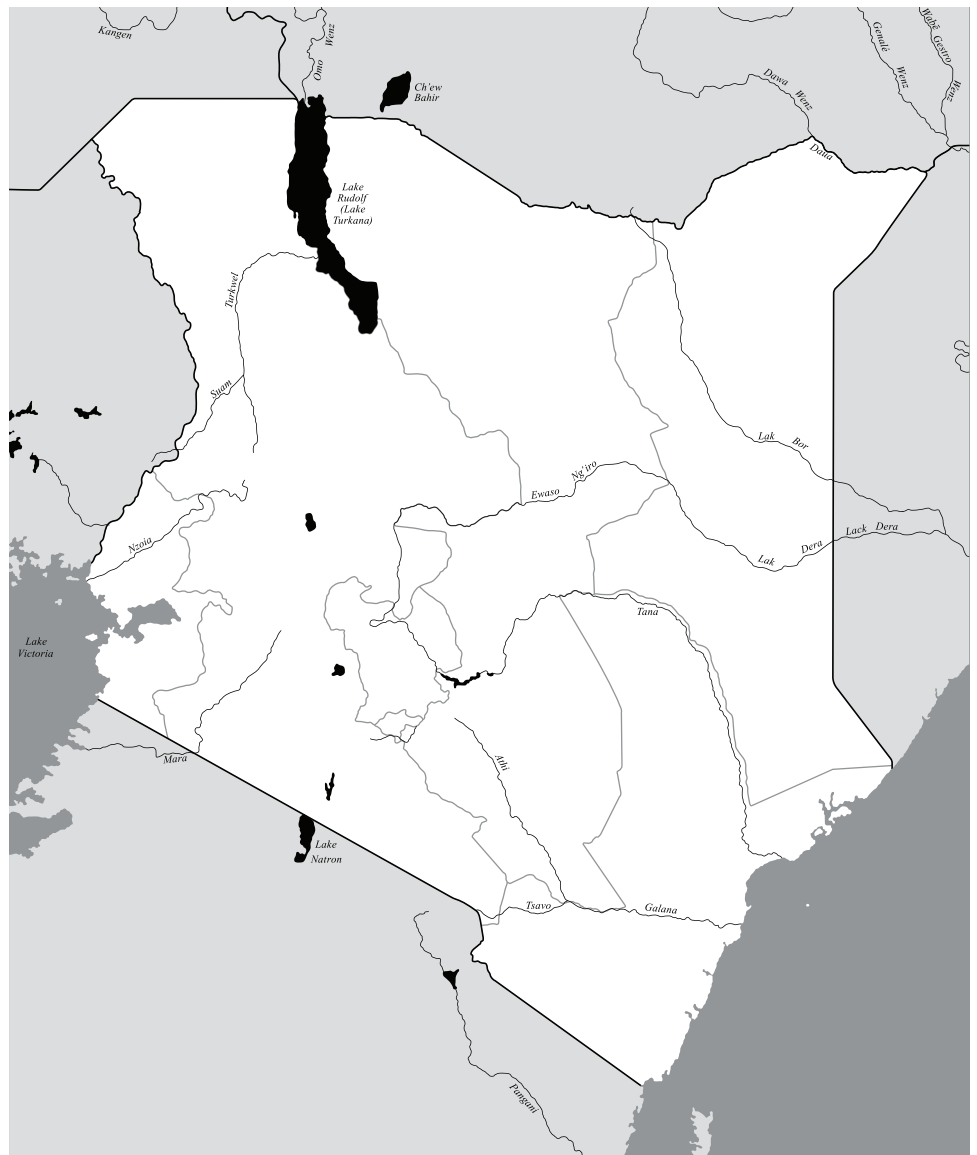 Kangen
Omo Wenz
Ch'ew
Bahir
Dawa Wenz
Genalē Wenz
Wabē Gestro Wenz
Daua
Lake
Rudolf
(Lake
Turkana)
Turkwel
Suam
Lak Bor
Ewaso Ng'iro
Nzoia
Lak Dera
Lack Dera
Tana
Lake
Victoria
Mara
Athi
Lake
Natron
Tsavo
Galana
Pangani